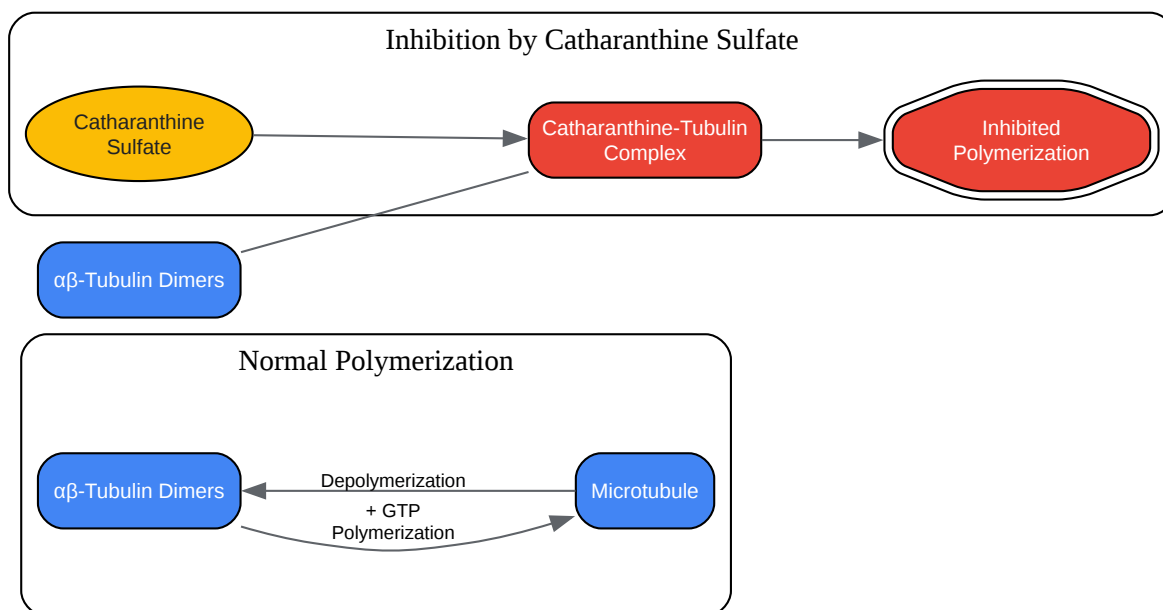 Inhibition by Catharanthine Sulfate
Catharanthine
Sulfate
Catharanthine-Tubulin
Complex
Inhibited
Polymerization
αβ-Tubulin Dimers
Normal Polymerization
αβ-Tubulin Dimers
Depolymerization
+ GTP
Polymerization
Microtubule